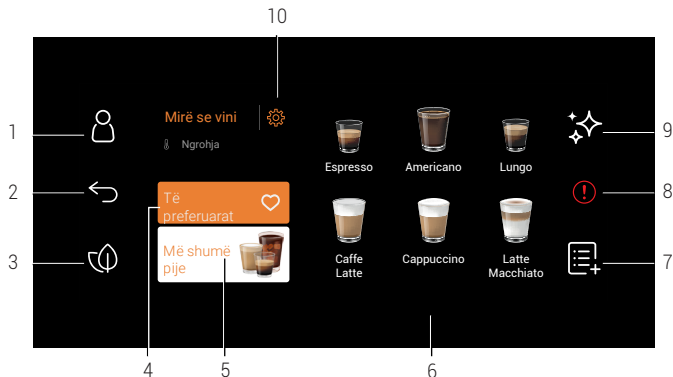 10
Mirë se vini
Ngrohja
Espresso
Americano
Lungo
Të
preferuarat
Më shumë
pije
Caffe
Latte
Cappuccino
Latte
Macchiato
1
2
3
4
5
6
7
8
9